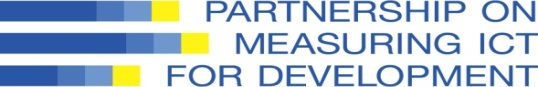 PARTNERSHIP ON
MEASURING ICT
FOR DEVELOPMENT